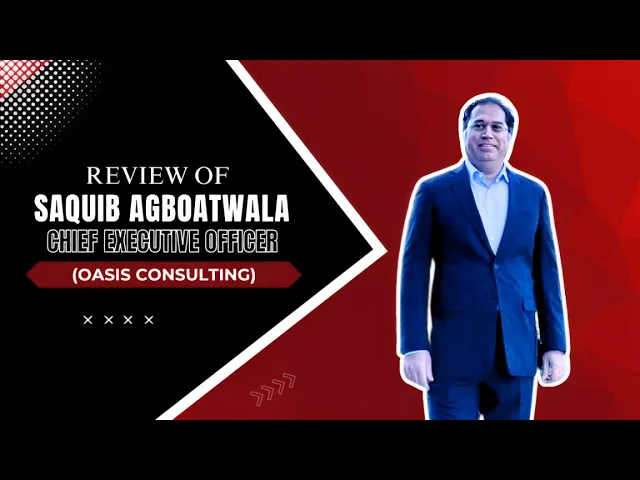 REVIEW OF
SAQUIB AGBOATWALA
CHIEF EXECUTIVE OFFICER
(OASIS CONSULTING)